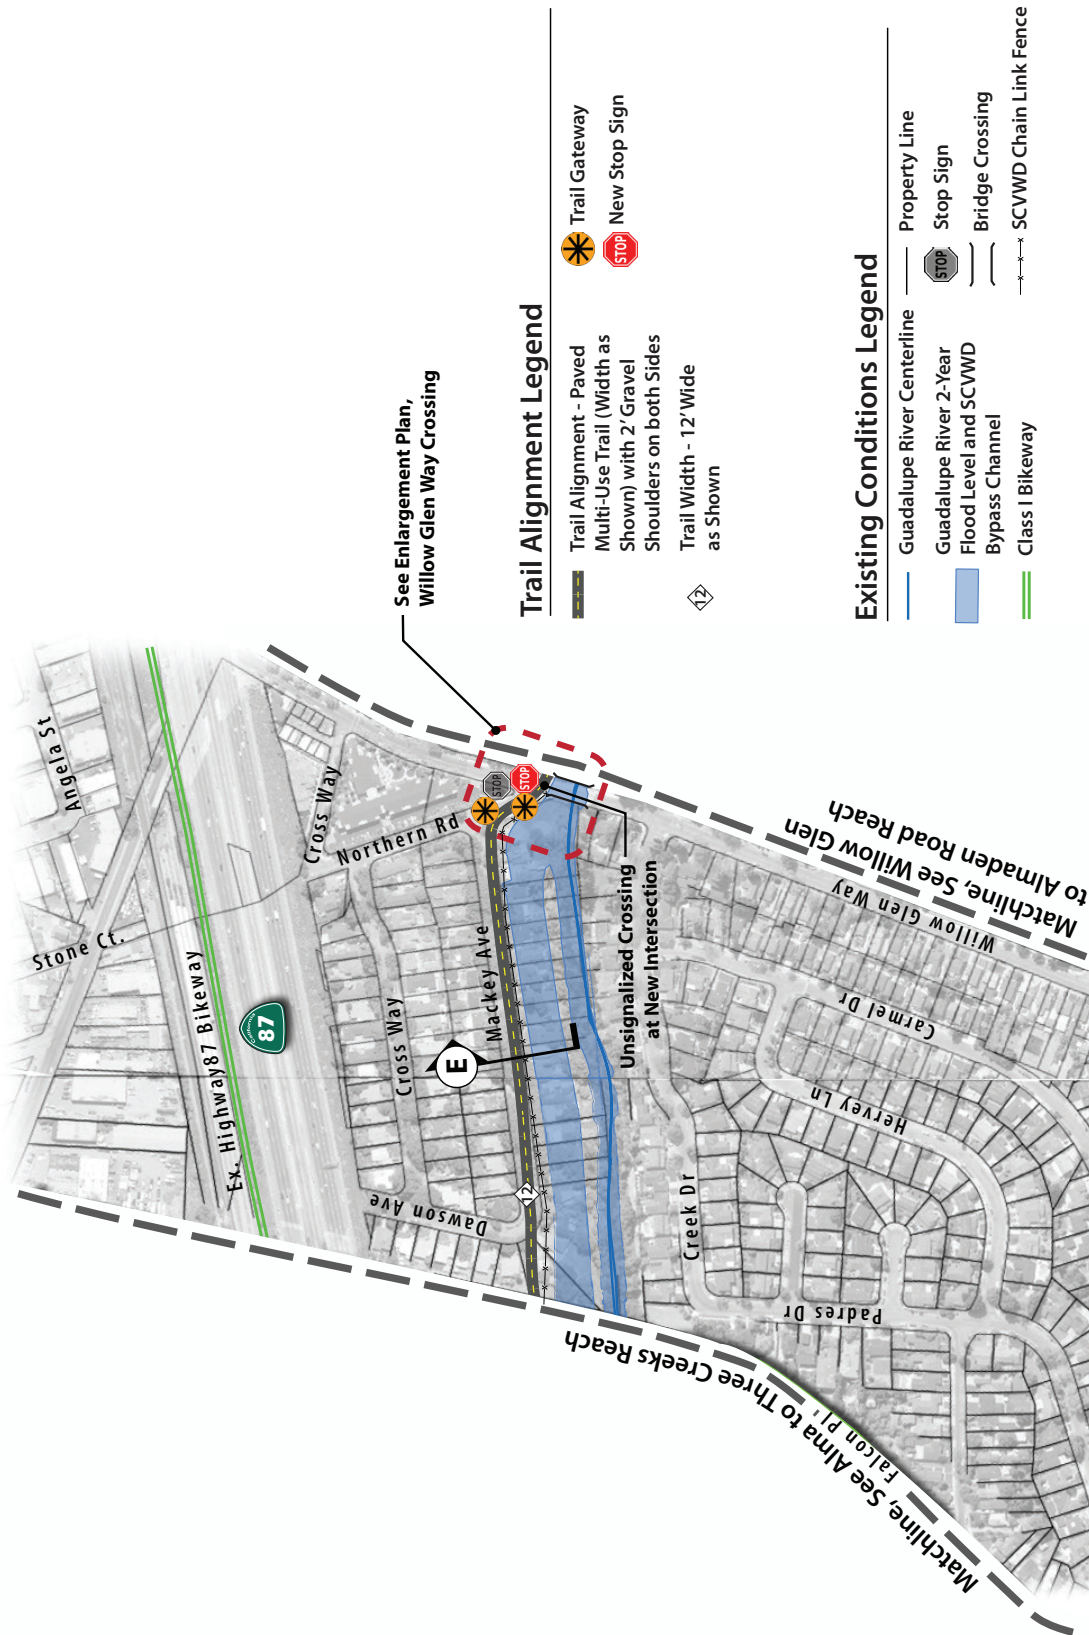 See Enlargement Plan,
Willow Glen Way Crossing
Trail Alignment Legend
Trail Alignment - Paved
Multi-Use Trail (Width as
Shown) with 2' Gravel
Shoulders on both Sides
12
Trail Width - 12' Wide
as Shown
Trail Gateway
STOP
New Stop Sign
Existing Conditions Legend
Guadalupe River Centerline
Guadalupe River 2-Year
Flood Level and SCVWD
Bypass Channel
Class I Bikeway
Property Line
STOP
Stop Sign
Bridge Crossing
SCVWD Chain Link Fence
Angela St
Stone Ct.
Ex. Highway87 Bikeway
California
87
Cross Way
Northern Rd
Cross Way
Mackey Ave
Dawson Ave
E
12
STOP
STOP
Unsignalized Crossing
at New Intersection
Creek Dr
Padres Dr
Hervey Ln
Carmel Dr
Willow Glen Way
Falcon Pl
Matchline, See Willow Glen
to Almaden Road Reach
Matchline, See Alma to Three Creeks Reach